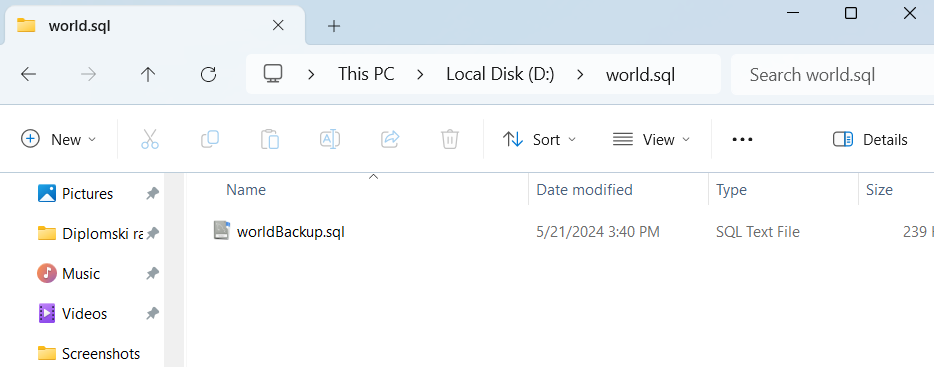 world.sql
This PC > Local Disk (D:) > world.sql
Search world.sql
New
Sort
View
Details
Name
Date modified
Type
Size
Pictures
Diplomski ra
Music
Videos
Screenshots
worldBackup.sql
5/21/2024 3:40 PM
SQL Text File
239